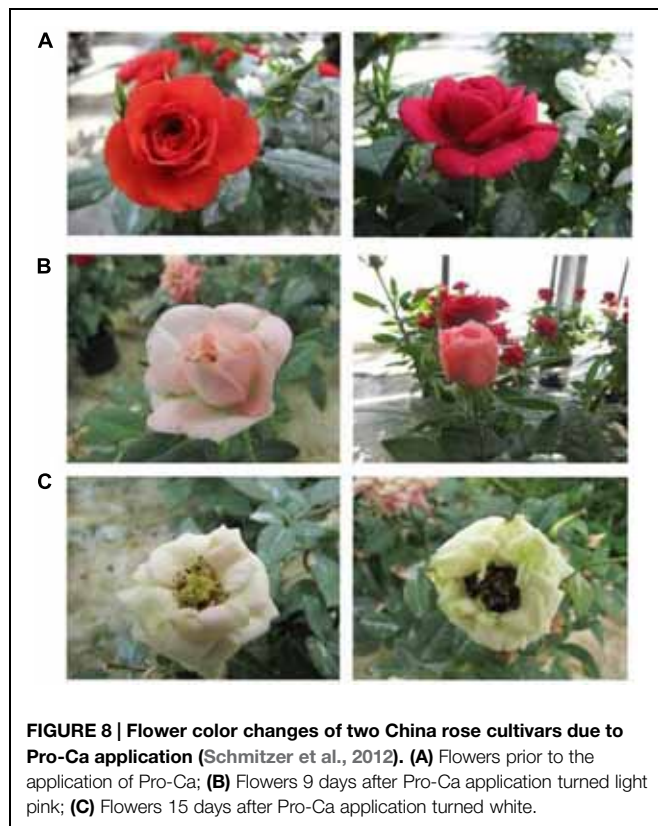 A
B
C
FIGURE 8 | Flower color changes of two China rose cultivars due to
Pro-Ca application (Schmitzer et al., 2012). (A) Flowers prior to the
application of Pro-Ca; (B) Flowers 9 days after Pro-Ca application turned light
pink; (C) Flowers 15 days after Pro-Ca application turned white.